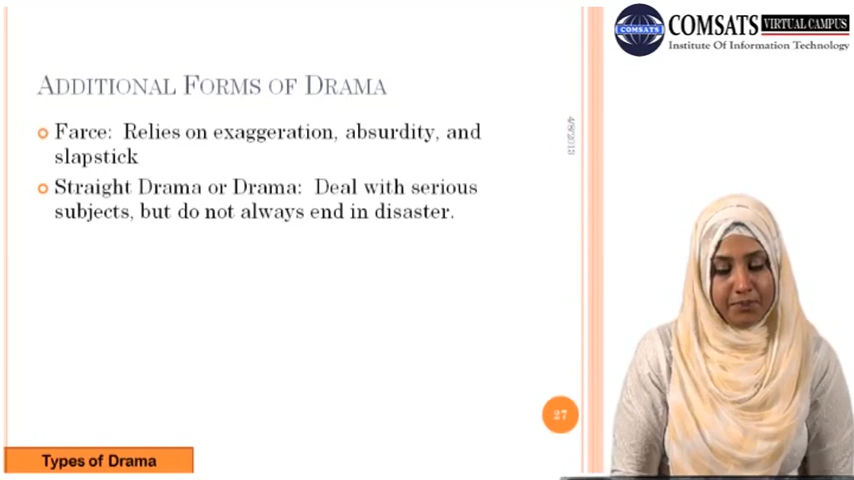 COMSATS VIRTUAL CAMPUS
COMSATS
Institute Of Information Technology
ADDITIONAL FORMS OF DRAMA
Farce: Relies on exaggeration, absurdity, and
slapstick
Straight Drama or Drama: Deal with serious
subjects, but do not always end in disaster.
27
Types of Drama